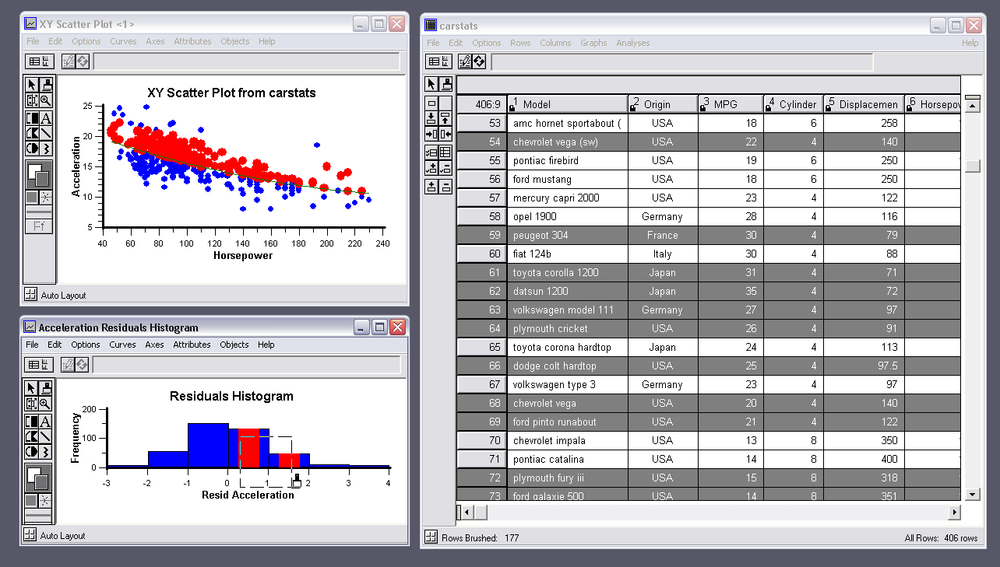 XY Scatter Plot <1>
File Edit Options Curves Axes Attributes Objects Help
XY Scatter Plot from carstats
Acceleration
25
20
15
10
5
40 60 80 100 120 140 160 180 200 220 240
Horsepower
A
Ff
Auto Layout
Acceleration Residuals Histogram
File Edit Options Curves Axes Attributes Objects Help
Residuals Histogram
Frequency
200
100
0
-3 -2 -1 0 1 2 3 4
Resid Acceleration
A
Auto Layout
carstats
File Edit Options Rows Columns Graphs Analyses Help
406:9 1 Model 2 Origin 3 MPG 4 Cylinder 5 Displacemen 6 Horsepov
53 amc hornet sportabout ( USA 18 6 258
54 chevrolet vega (sw) USA 22 4 140
55 pontiac firebird USA 19 6 250
56 ford mustang USA 18 6 250
57 mercury capri 2000 USA 23 4 122
58 opel 1900 Germany 28 4 116
59 peugeot 304 France 30 4 79
60 fiat 124b Italy 30 4 88
61 toyota corolla 1200 Japan 31 4 71
62 datsun 1200 Japan 35 4 72
63 volkswagen model 111 Germany 27 4 97
64 plymouth cricket USA 26 4 91
65 toyota corona hardtop Japan 24 4 113
66 dodge colt hardtop USA 25 4 97.5
67 volkswagen type 3 Germany 23 4 97
68 chevrolet vega USA 20 4 140
69 ford pinto runabout USA 21 4 122
70 chevrolet impala USA 13 8 350
71 pontiac catalina USA 14 8 400
72 plymouth fury iii USA 15 8 318
73 ford galaxie 500 USA 14 8 351
Rows Brushed: 177
All Rows: 406 rows